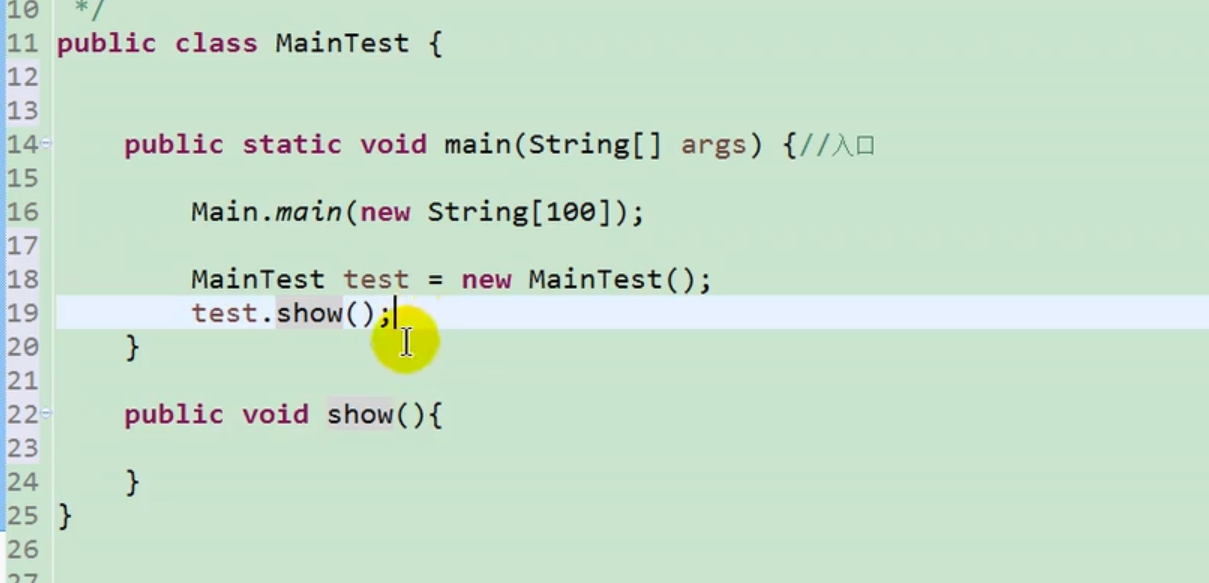 10 */
11 public class MainTest {
12
13
14 public static void main(String[] args) {//入口
15
16 Main.main(new String[100]);
17
18 MainTest test = new MainTest();
19 test.show();
20 }
21
22 public void show(){
23
24 }
25 }
26
27